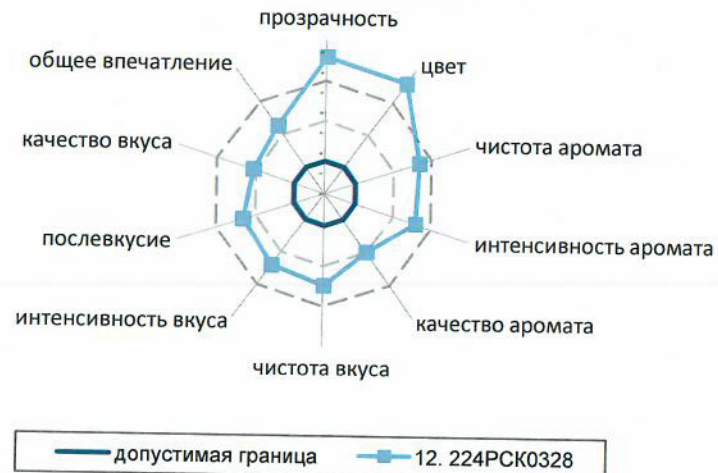 прозрачность
общее впечатление
цвет
качество вкуса
чистота аромата
послевкусие
интенсивность аромата
интенсивность вкуса
качество аромата
чистота вкуса
допустимая граница
12. 224РСК0328